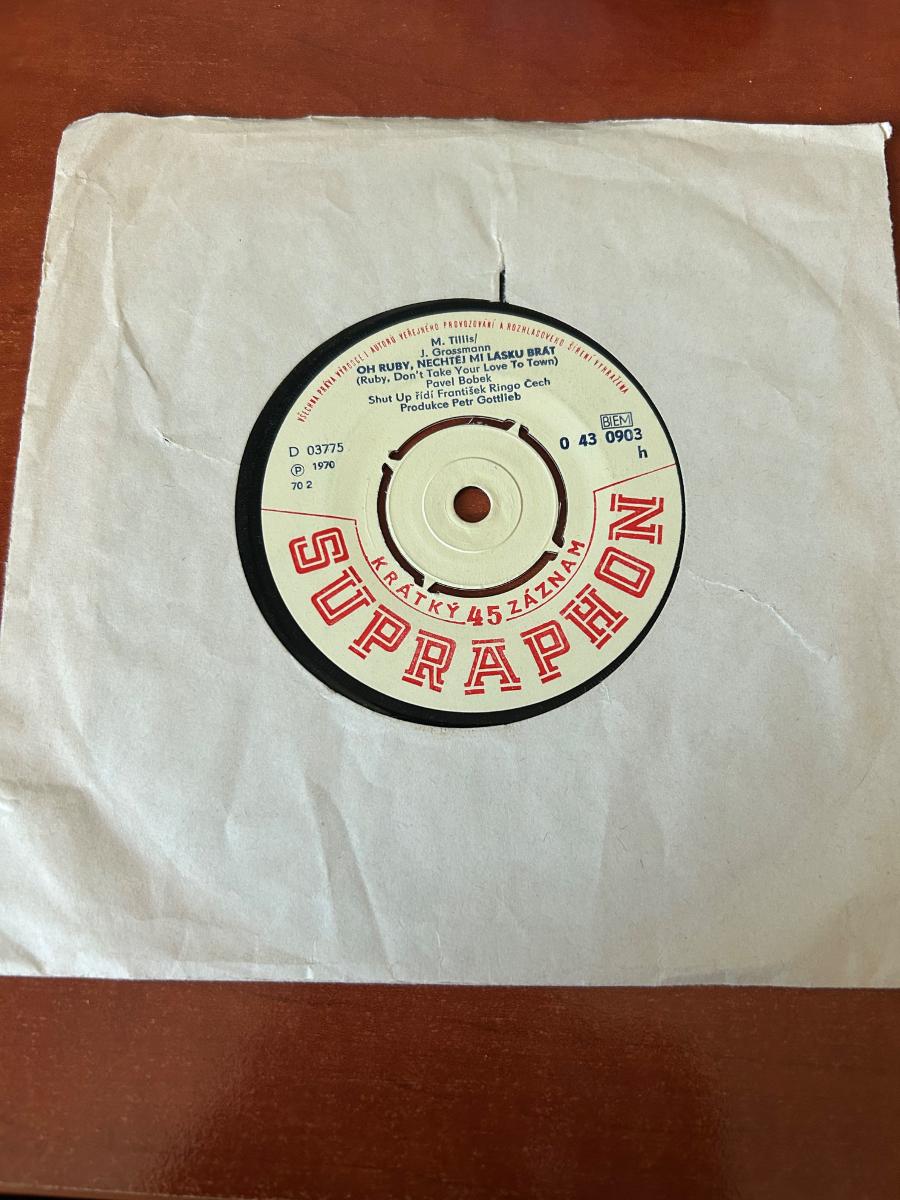 VŠECHNA PRÁVA VÝROBCE I AUTORŮ VEŘEJNÉHO PROVOZOVÁNÍ A ROZHLASOVÉHO ŠÍŘENÍ VYHRAŽENA
M. Tillis/
J. Grossmann
OH RUBY, NECHTĚJ MI LÁSKU BRÁT
(Ruby, Don't Take Your Love To Town)
Pavel Bobek
Shut Up řídí František Ringo Čech
Produkce Petr Gottlieb
D 03775
Ⓟ 1970
70 2
BIEM
0 43 0903
h
KRÁTKÝ 45 ZÁZNAM
SUPRAPHON